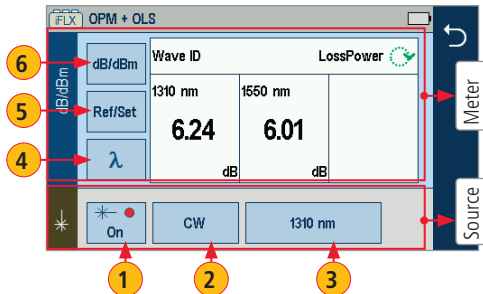 iFLX OPM + OLS
6
dB/dBm
Wave ID LossPower
dB/dBm
1310 nm 1550 nm
Meter
5
Ref/Set
6.24 6.01
4
λ
dB dB
On
CW
1310 nm
Source
1 2 3